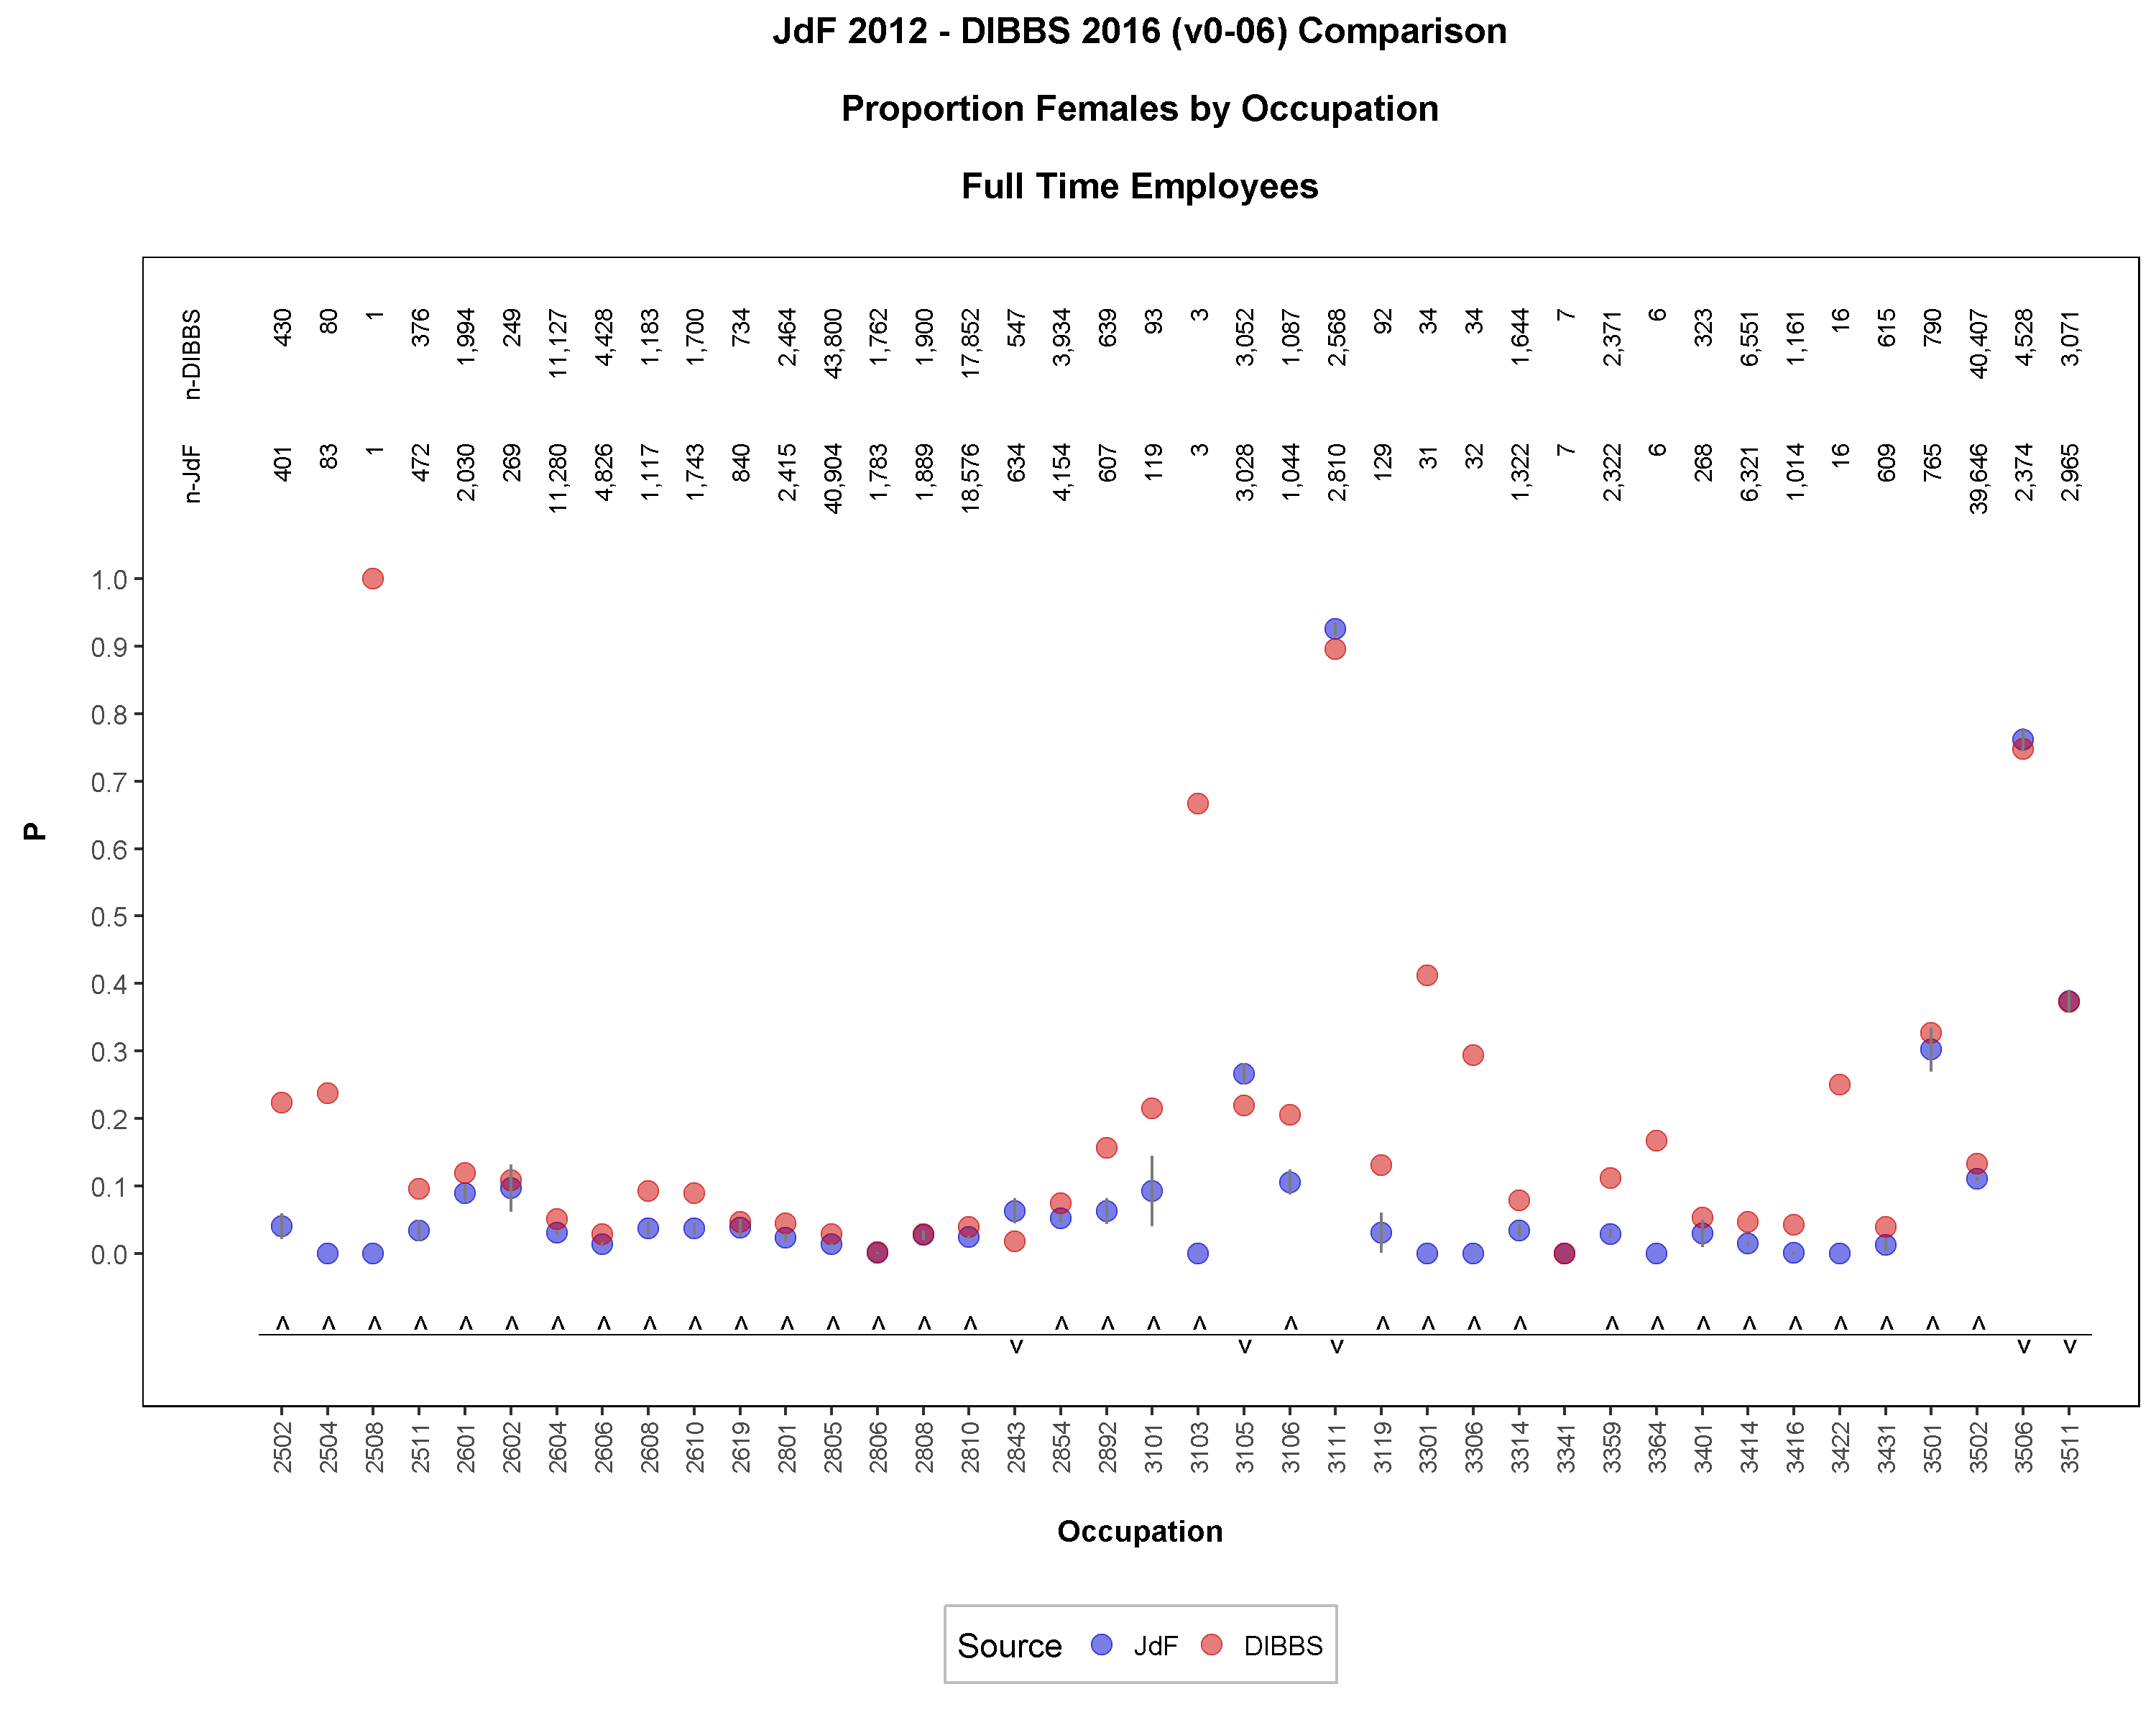 JdF 2012 - DIBBS 2016 (v0-06) Comparison
Proportion Females by Occupation
Full Time Employees
n-DIBBS 430 80 1 376 1,994 249 11,127 4,428 1,183 1,700 734 2,464 43,800 1,762 1,900 17,852 547 3,934 639 93 3 3,052 1,087 2,568 92 34 34 1,644 7 2,371 6 323 6,551 1,161 16 615 790 40,407 4,528 3,071
n-JdF 401 83 1 472 2,030 269 11,280 4,826 1,117 1,743 840 2,415 40,904 1,783 1,889 18,576 634 4,154 607 119 3 3,028 1,044 2,810 129 31 32 1,322 7 2,322 6 268 6,321 1,014 16 609 765 39,646 2,374 2,965
1.0
0.9
0.8
0.7
0.6
0.5
0.4
0.3
0.2
0.1
0.0
P
< < < < < < < < < < < < < < < < < < < < < < < < < < < < < < < < < < <
> > > > >
2502 2504 2508 2511 2601 2602 2604 2606 2608 2610 2619 2801 2805 2806 2808 2810 2843 2854 2892 3101 3103 3105 3106 3111 3119 3301 3306 3314 3341 3359 3364 3401 3414 3416 3422 3431 3501 3502 3506 3511
Occupation
Source JdF DIBBS